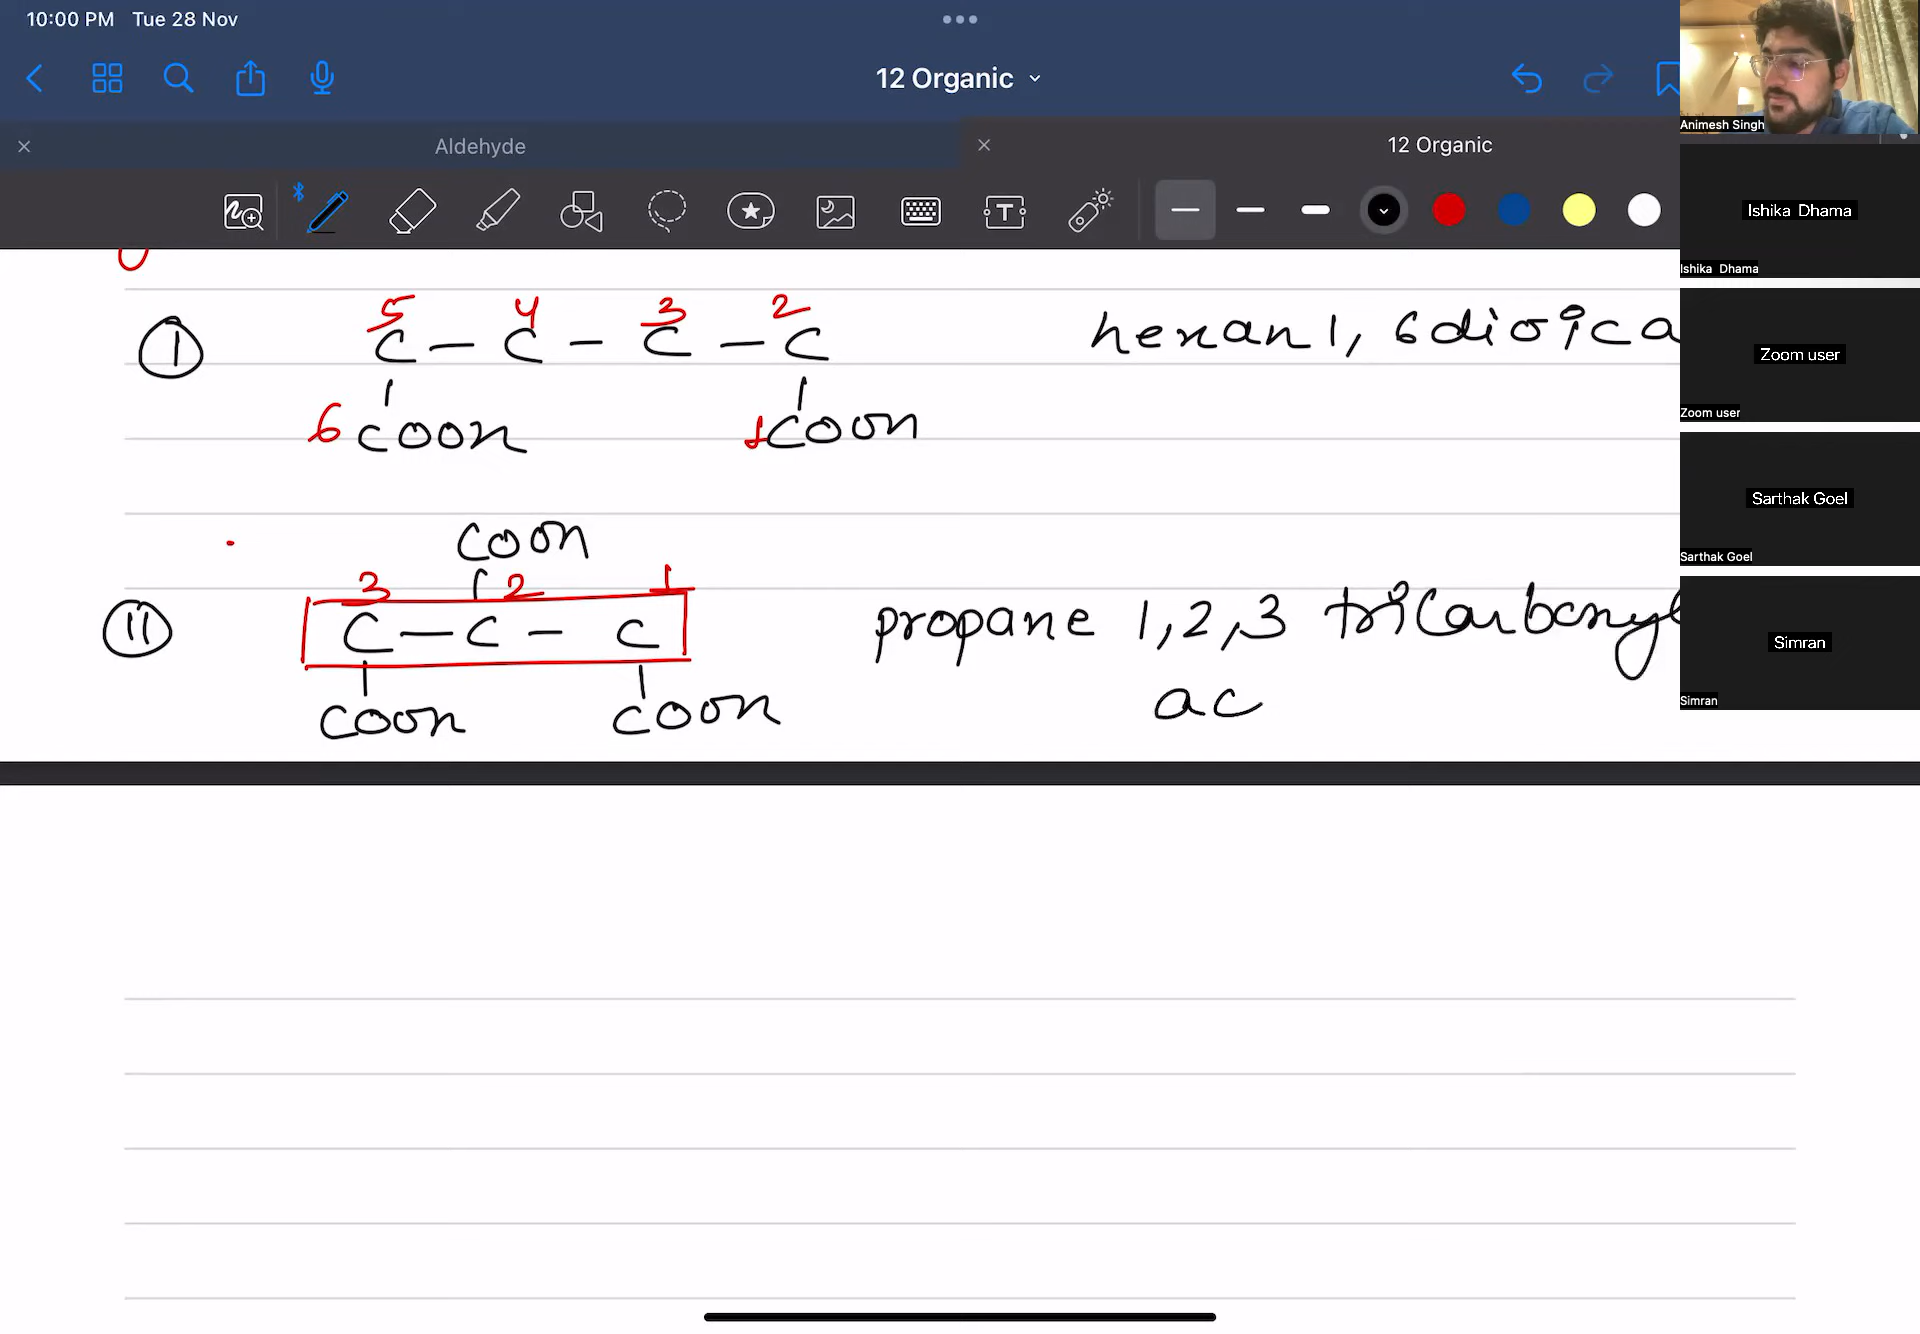 10:00 PM Tue 28 Nov
12 Organic
Aldehyde
12 Organic
T
Animesh Singh
Ishika Dhama
Ishika Dhama
Zoom user
Zoom user
Sarthak Goel
Sarthak Goel
Simran
Simran
5 4 3 2
I C - C - C - C hexan 1, 6 dioic a
6 COOH 1 COOH
COOH
3 2 1
II C - C - C propane 1,2,3 tricarboxyl
COOH COOH ac